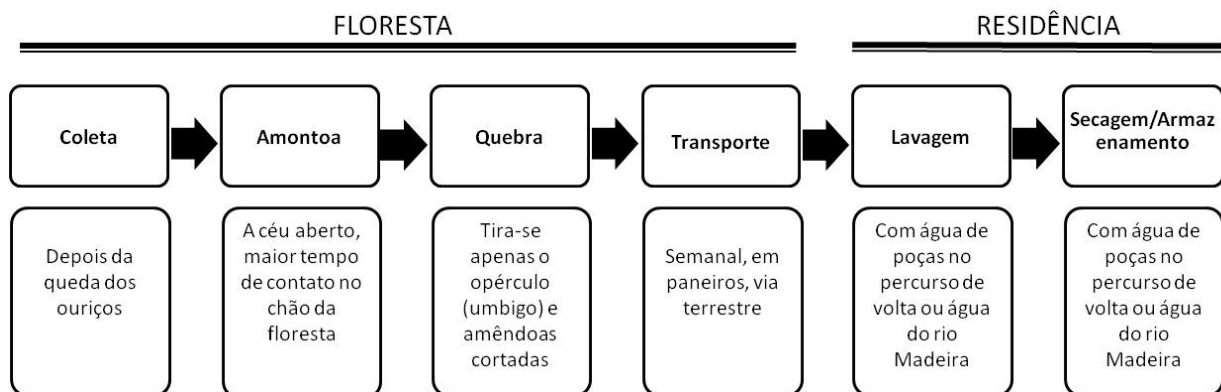 FLORESTA
RESIDÊNCIA
Coleta
Amontoa
Quebra
Transporte
Lavagem
Secagem/Armaz
enamento
Depois da
queda dos
ouriços
A céu aberto,
maior tempo
de contato no
chão da
floresta
Tira-se
apenas o
opérculo
(umbigo) e
amêndoas
cortadas
Semanal, em
paneiros, via
terrestre
Com água de
poças no
percurso de
volta ou água
do rio
Madeira
Com água de
poças no
percurso de
volta ou água
do rio
Madeira